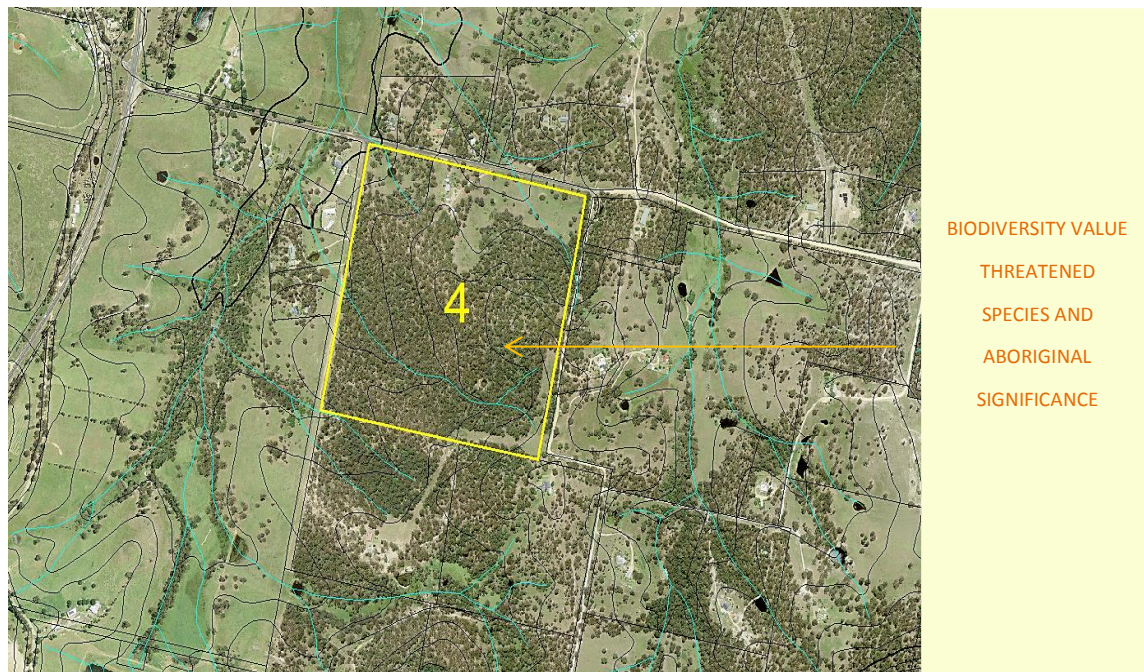 4
BIODIVERSITY VALUE
THREATENED
SPECIES AND
ABORIGINAL
SIGNIFICANCE